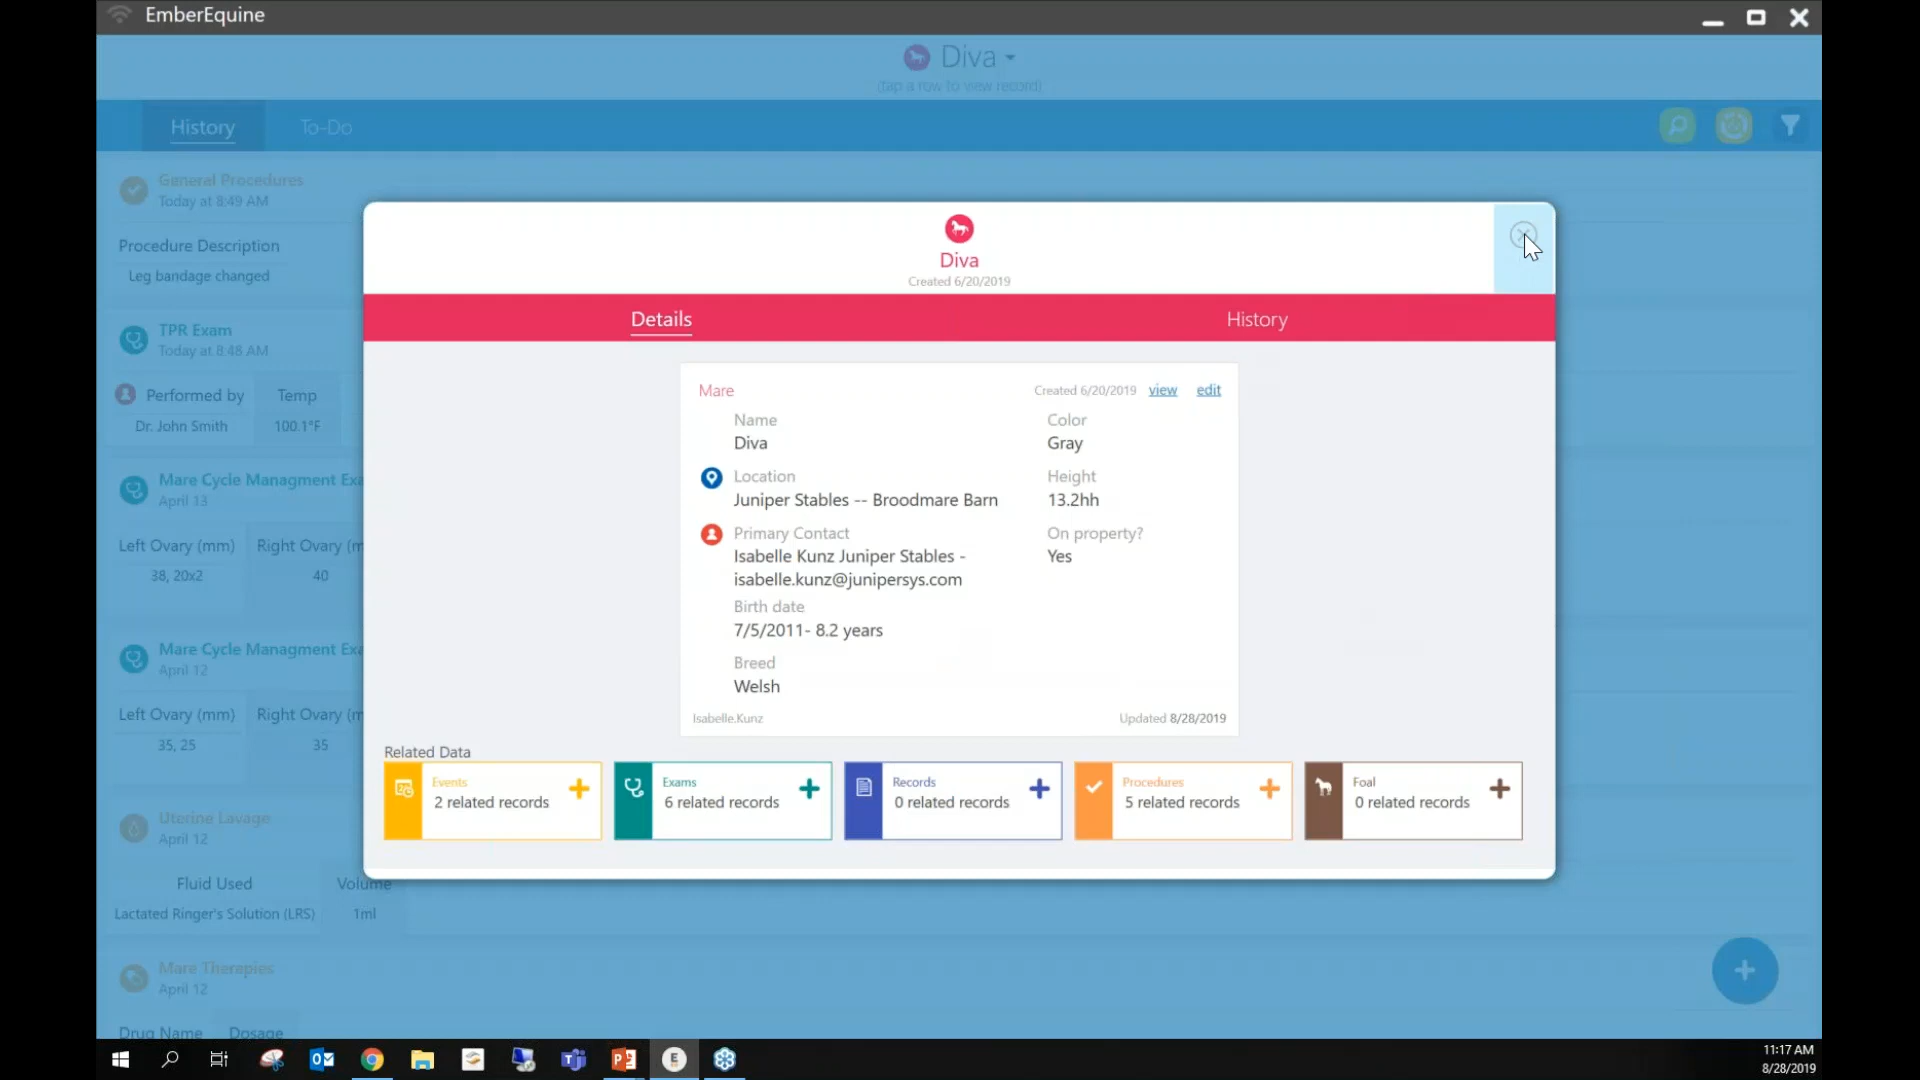 EmberEquine
Diva
(tap a row to view record)
History
To-Do
General Procedures
Today at 8:49 AM
Procedure Description
Leg bandage changed
TPR Exam
Today at 8:48 AM
Performed by
Temp
Dr. John Smith
100.1°F
Mare Cycle Managment Exa
April 13
Left Ovary (mm)
Right Ovary (m
38, 20x2
40
Mare Cycle Managment Exa
April 12
Left Ovary (mm)
Right Ovary (m
35, 25
35
Uterine Lavage
April 12
Fluid Used
Volume
Lactated Ringer's Solution (LRS)
1ml
Mare Therapies
April 12
Drug Name
Dosage
Diva
Created 6/20/2019
Details
History
Mare
Created 6/20/2019
view
edit
Name
Diva
Color
Gray
Location
Juniper Stables -- Broodmare Barn
Height
13.2hh
Primary Contact
Isabelle Kunz Juniper Stables -
isabelle.kunz@junipersys.com
On property?
Yes
Birth date
7/5/2011- 8.2 years
Breed
Welsh
Isabelle.Kunz
Updated 8/28/2019
Related Data
Events
2 related records
Exams
6 related records
Records
0 related records
Procedures
5 related records
Foal
0 related records
11:17 AM
8/28/2019